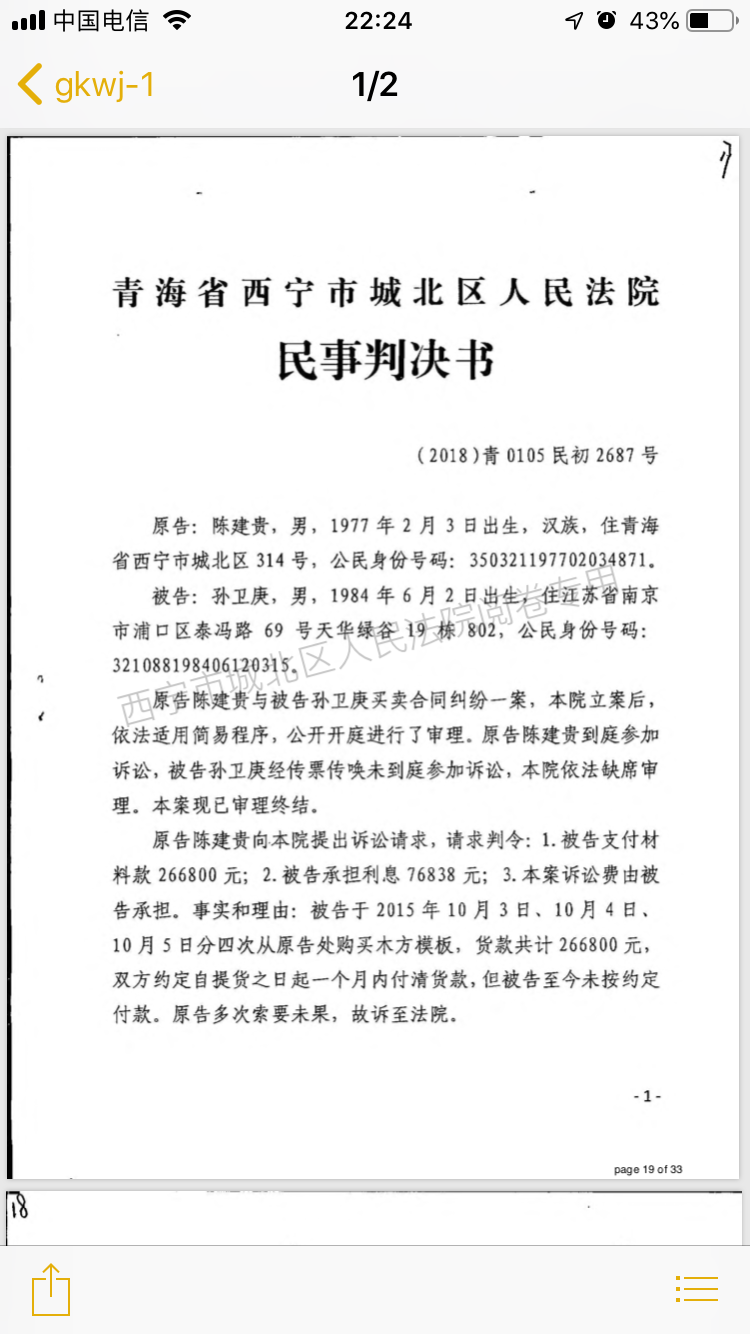 中国电信 22:24 43%
gkwj-1 1/2
青海省西宁市城北区人民法院
民事判决书
（2018）青 0105 民初 2687 号
原告：陈建贵，男，1977 年 2 月 3 日出生，汉族，住青海
省西宁市城北区 314 号，公民身份号码：350321197702034871。
被告：孙卫庚，男，1984 年 6 月 2 日出生，住江苏省南京
市浦口区泰冯路 69 号天华绿谷 19 栋 802，公民身份号码：
321088198406120315。
西宁市城北区人民法院阅卷专用
原告陈建贵与被告孙卫庚买卖合同纠纷一案，本院立案后，
依法适用简易程序，公开开庭进行了审理。原告陈建贵到庭参加
诉讼，被告孙卫庚经传票传唤未到庭参加诉讼，本院依法缺席审
理。本案现已审理终结。
原告陈建贵向本院提出诉讼请求，请求判令：1.被告支付材
料款 266800 元；2.被告承担利息 76838 元；3.本案诉讼费由被
告承担。事实和理由：被告于 2015 年 10 月 3 日、10 月 4 日、
10 月 5 日分四次从原告处购买木方模板，货款共计 266800 元，
双方约定自提货之日起一个月内付清货款，但被告至今未按约定
付款。原告多次索要未果，故诉至法院。
- 1 -
page 19 of 33
18